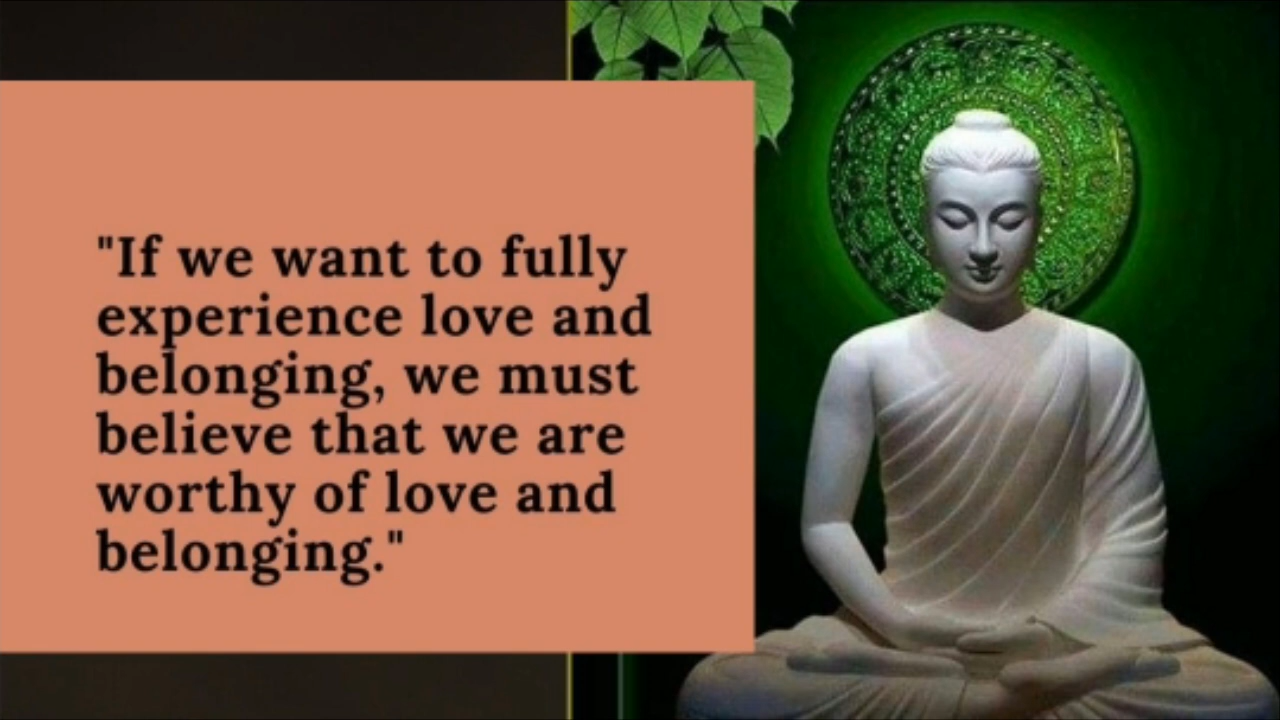 "If we want to fully
experience love and
belonging, we must
believe that we are
worthy of love and
belonging."